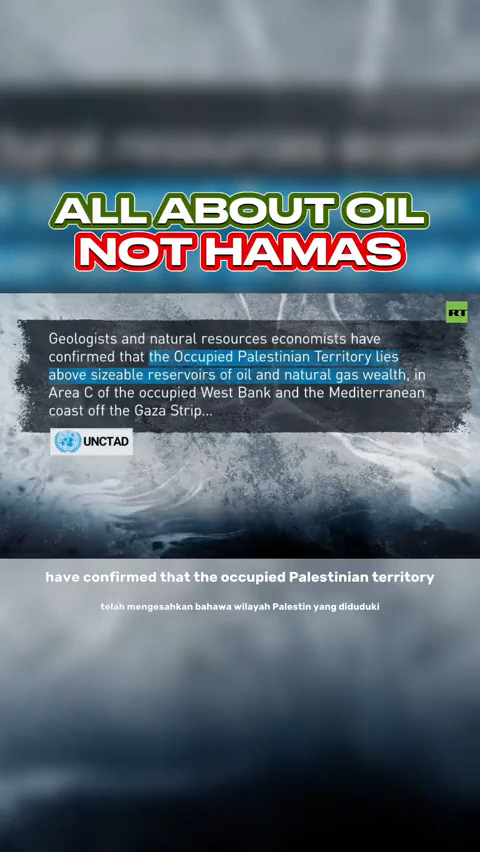 ALL ABOUT OIL
NOT HAMAS
RT
Geologists and natural resources economists have
confirmed that the Occupied Palestinian Territory lies
above sizeable reservoirs of oil and natural gas wealth, in
Area C of the occupied West Bank and the Mediterranean
coast off the Gaza Strip...
UNCTAD
have confirmed that the occupied Palestinian territory
telah mengesahkan bahawa wilayah Palestin yang diduduki